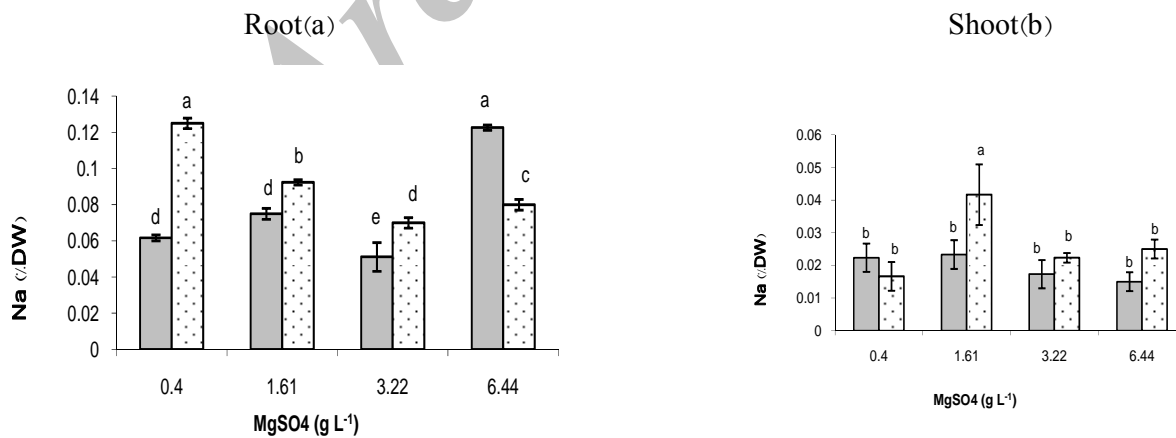 Root(a)
Shoot(b)
Na (%DW)
0.14
0.12
0.1
0.08
0.06
0.04
0.02
0
a
d
d
b
e
d
a
c
0.4 1.61 3.22 6.44
MgSO4 (g L-1)
Na (%DW)
0.06
0.05
0.04
0.03
0.02
0.01
0
b
b
b
a
b
b
b
b
0.4 1.61 3.22 6.44
MgSO4 (g L-1)